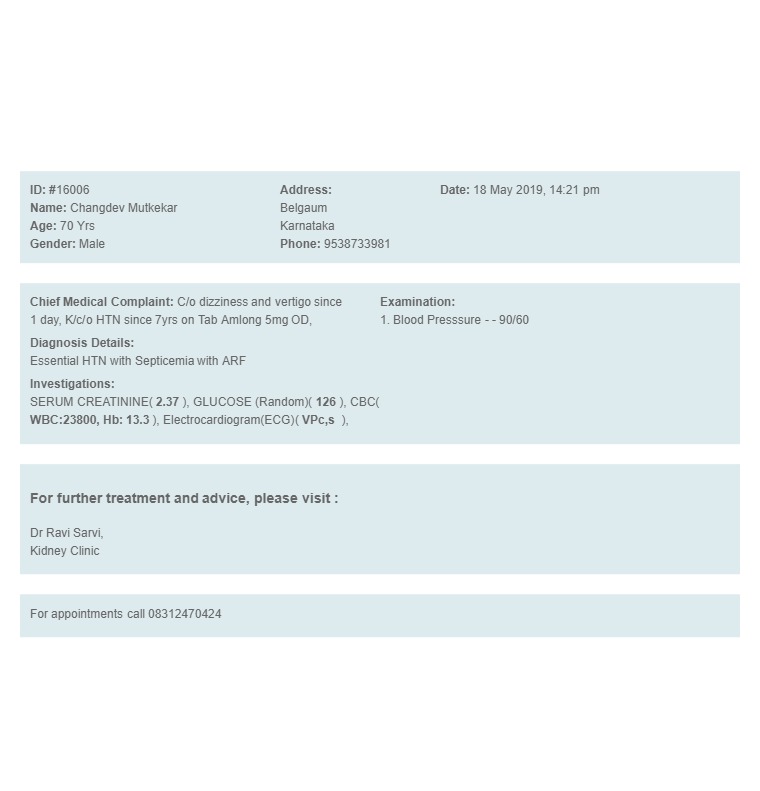 ID: #16006
Name: Changdev Mutkekar
Age: 70 Yrs
Gender: Male
Address:
Belgaum
Karnataka
Phone: 9538733981
Date: 18 May 2019, 14:21 pm
Chief Medical Complaint: C/o dizziness and vertigo since
1 day, K/c/o HTN since 7yrs on Tab Amlong 5mg OD,
Diagnosis Details:
Essential HTN with Septicemia with ARF
Investigations:
SERUM CREATININE( 2.37 ), GLUCOSE (Random)( 126 ), CBC(
WBC:23800, Hb: 13.3 ), Electrocardiogram(ECG)( VPc,s ),
Examination:
1. Blood Presssure - - 90/60
For further treatment and advice, please visit :
Dr Ravi Sarvi,
Kidney Clinic
For appointments call 08312470424